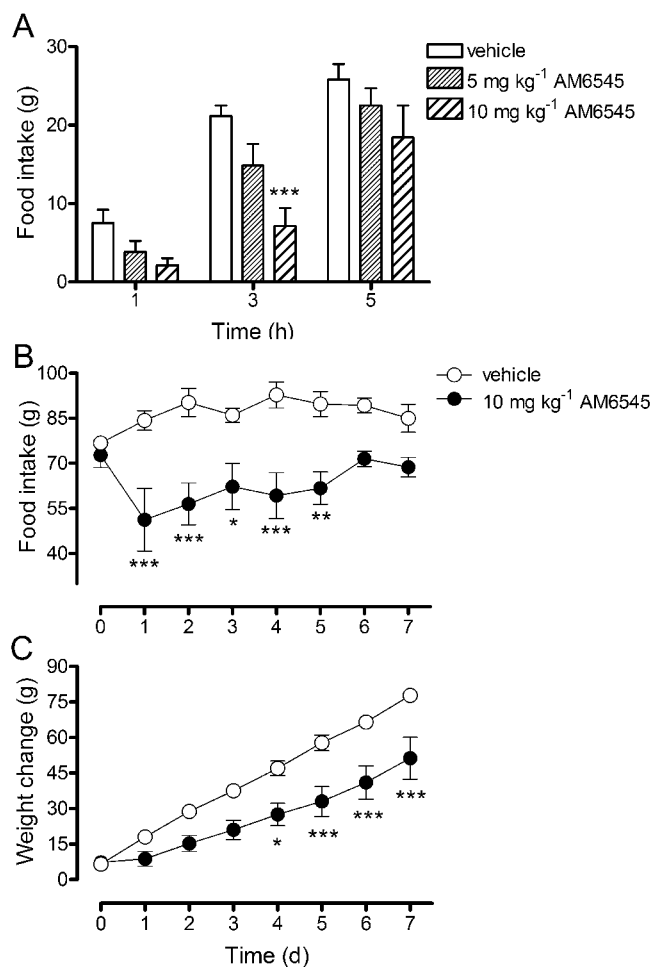 A
Food intake (g)
30
20
10
0
***
1
3
5
Time (h)
vehicle
5 mg kg⁻¹ AM6545
10 mg kg⁻¹ AM6545
B
Food intake (g)
100
85
70
55
40
***
***
*
***
**
0 1 2 3 4 5 6 7
vehicle
10 mg kg⁻¹ AM6545
C
Weight change (g)
90
75
60
45
30
15
0
*
***
***
***
0 1 2 3 4 5 6 7
Time (d)